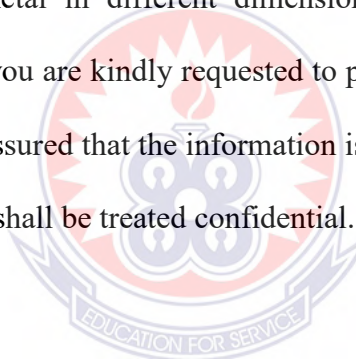 etal in different dimension
you are kindly requested to p
ssured that the information is
shall be treated confidential.
EDUCATION FOR SERVICE